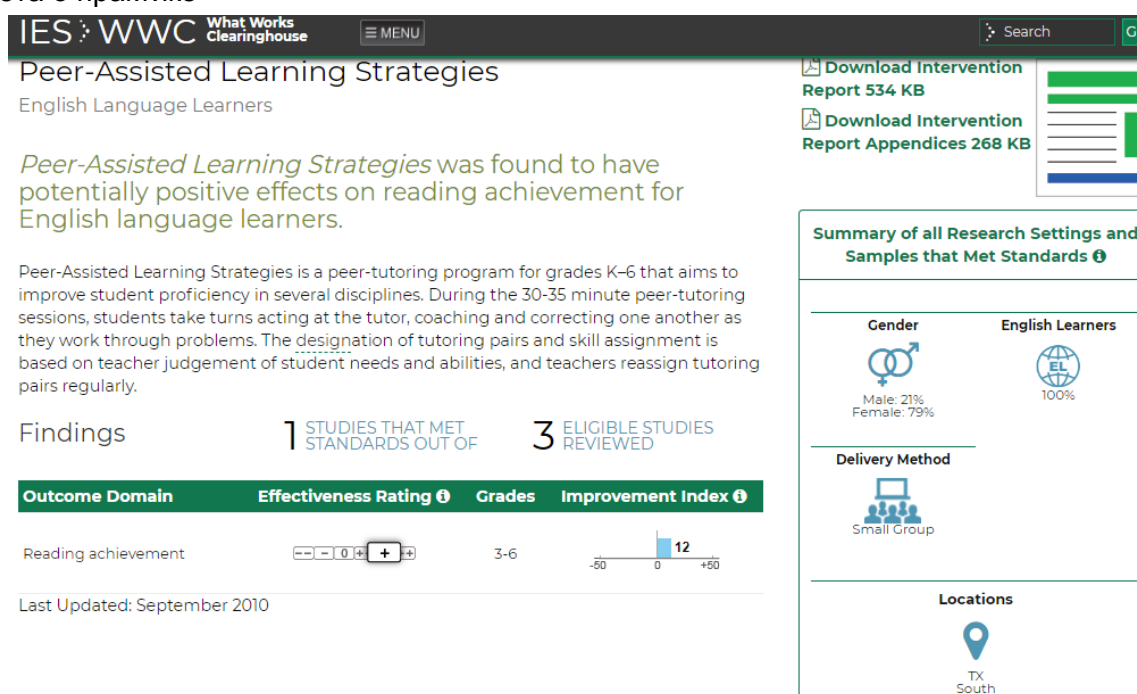 IES WWC What Works Clearinghouse
≡ MENU
Search
Peer-Assisted Learning Strategies
English Language Learners
Peer-Assisted Learning Strategies was found to have
potentially positive effects on reading achievement for
English language learners.
Peer-Assisted Learning Strategies is a peer-tutoring program for grades K–6 that aims to
improve student proficiency in several disciplines. During the 30-35 minute peer-tutoring
sessions, students take turns acting at the tutor, coaching and correcting one another as
they work through problems. The designation of tutoring pairs and skill assignment is
based on teacher judgement of student needs and abilities, and teachers reassign tutoring
pairs regularly.
Findings
1 STUDIES THAT MET STANDARDS OUT OF
3 ELIGIBLE STUDIES REVIEWED
Outcome Domain Effectiveness Rating Grades Improvement Index
Reading achievement -- - 0 + + + 3-6 12
-50 0 +50
Last Updated: September 2010
Download Intervention
Report 534 KB
Download Intervention
Report Appendices 268 KB
Summary of all Research Settings and
Samples that Met Standards
Gender
Male: 21%
Female: 79%
English Learners
EL
100%
Delivery Method
Small Group
Locations
TX
South